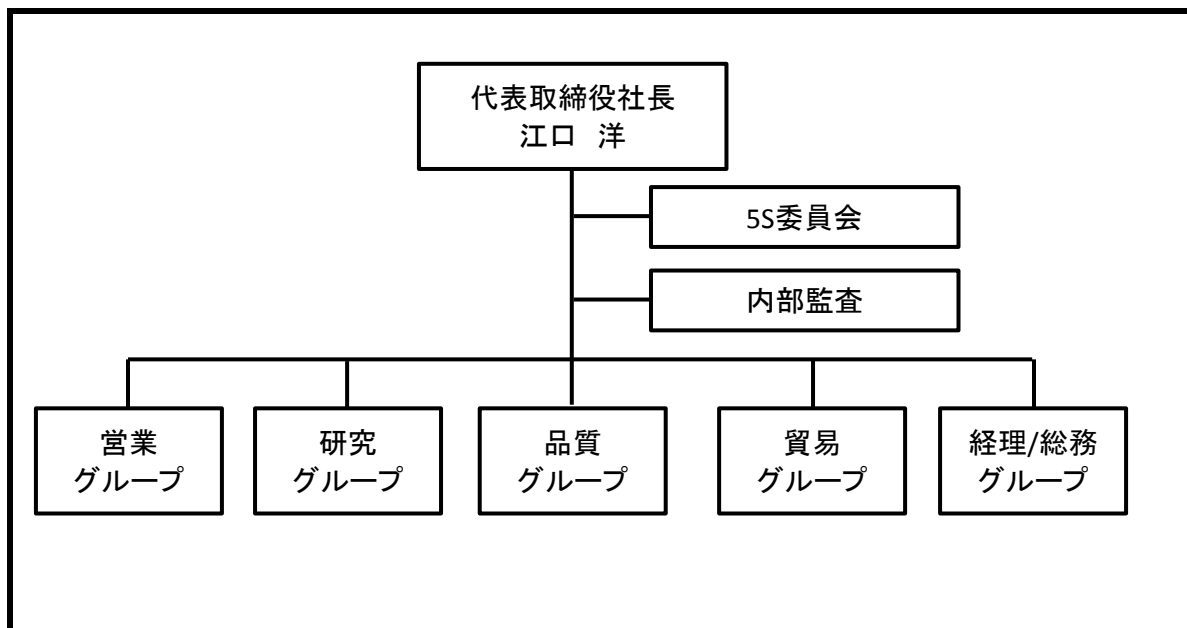 代表取締役社長
江口 洋
5S委員会
内部監査
営業
グループ
研究
グループ
品質
グループ
貿易
グループ
経理/総務
グループ